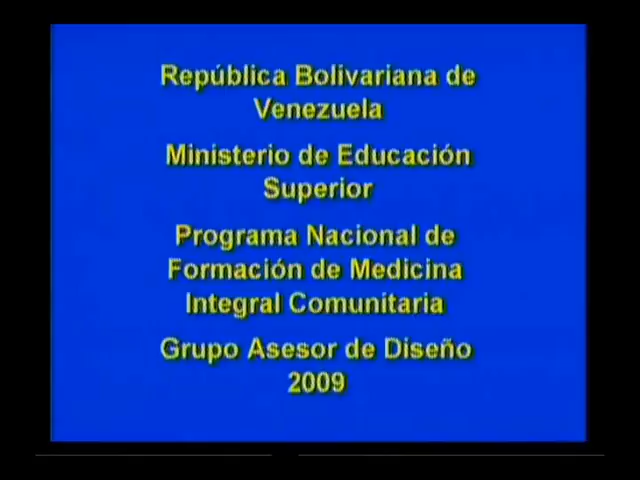 República Bolivariana de
Venezuela
Ministerio de Educación
Superior
Programa Nacional de
Formación de Medicina
Integral Comunitaria
Grupo Asesor de Diseño
2009